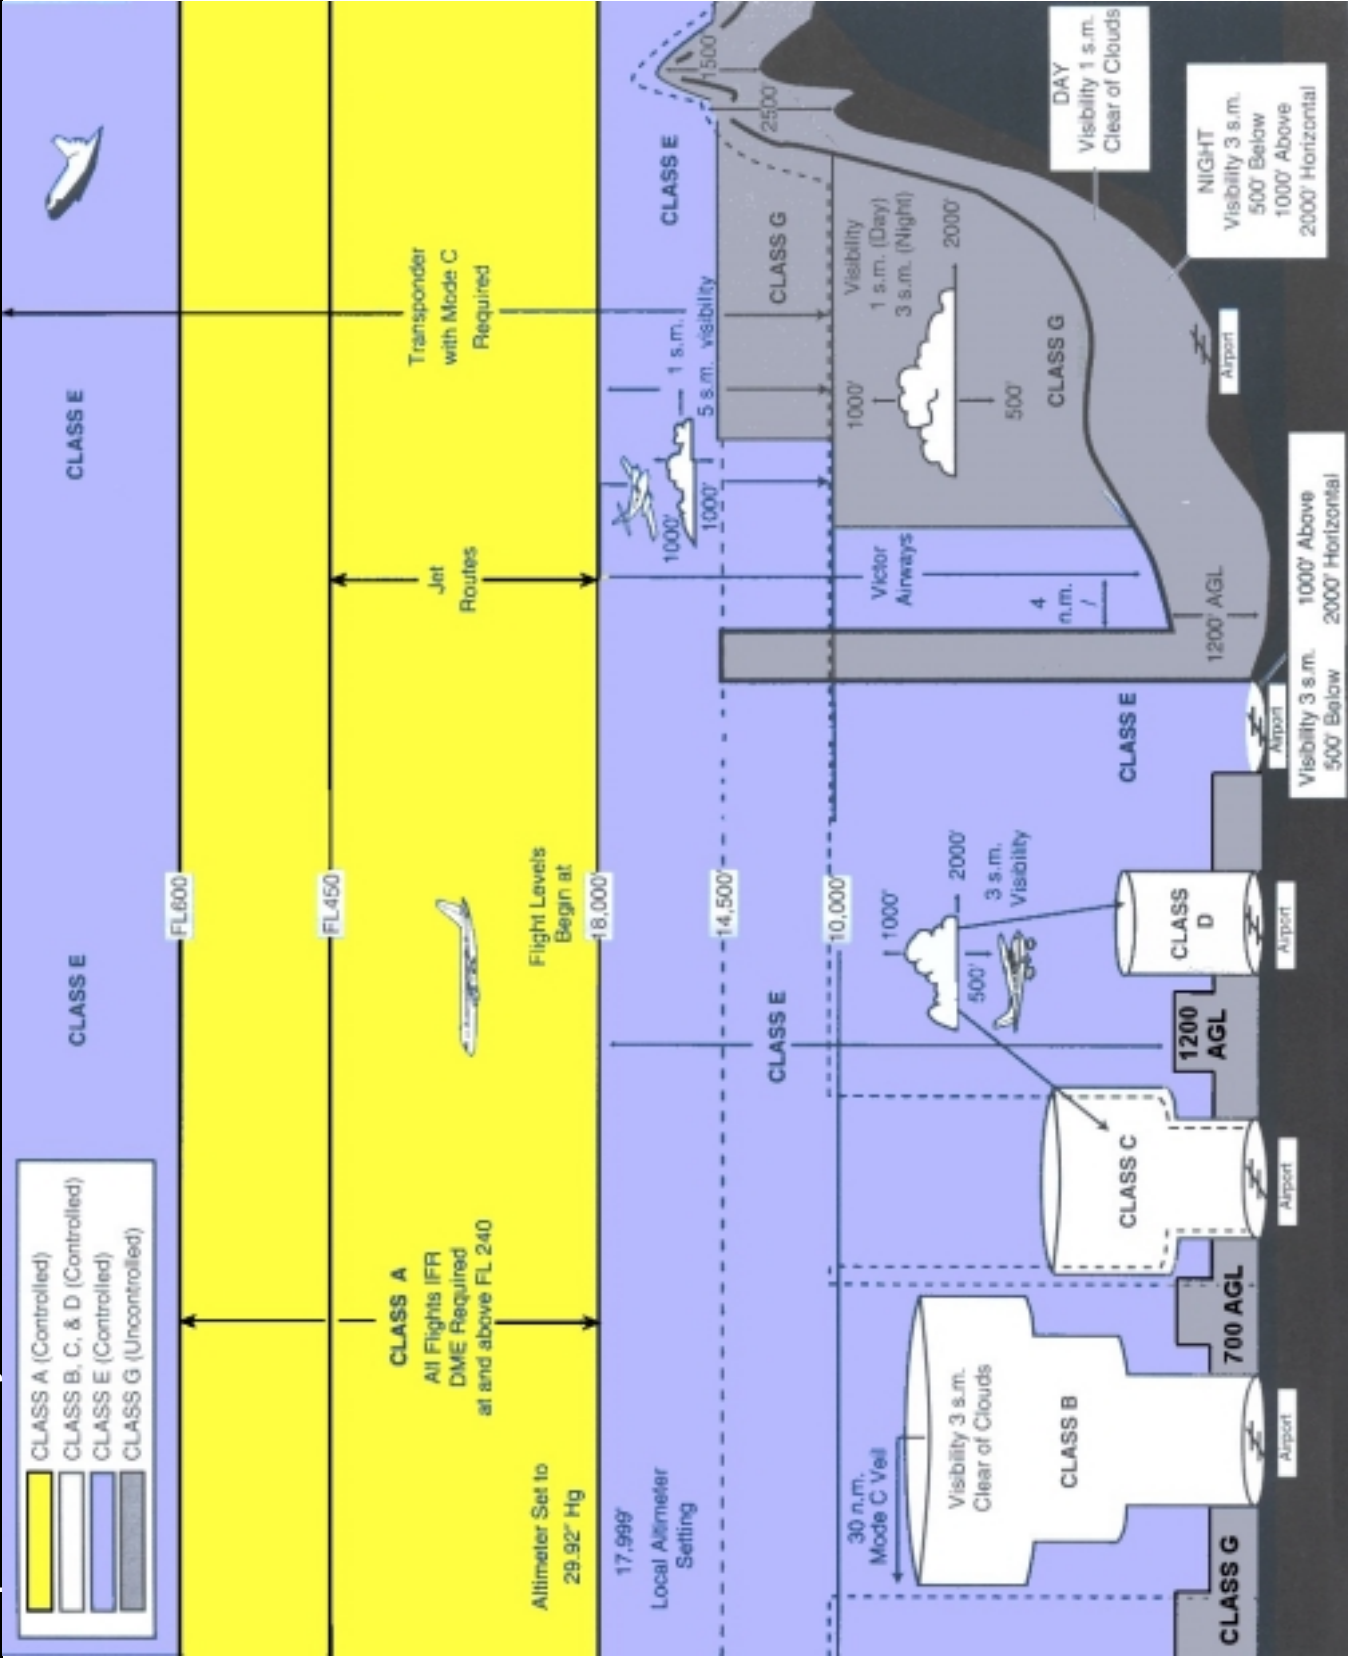 CLASS A (Controlled)
CLASS B, C, & D (Controlled)
CLASS E (Controlled)
CLASS G (Uncontrolled)
CLASS E
CLASS E
FL600
FL450
CLASS A
All Flights IFR
DME Required
at and above FL 240
Jet
Routes
Transponder
with Mode C
Required
Altimeter Set to
29.92" Hg
Flight Levels
Begin at
18,000'
17,999'
Local Altimeter
Setting
14,500'
10,000'
CLASS E
1000'
1000'
1 s.m.
5 s.m. visibility
CLASS E
1500'
2500'
CLASS G
30 n.m.
Mode C Veil
Visibility 3 s.m.
Clear of Clouds
CLASS B
CLASS C
1000'
500'
2000'
3 s.m.
Visibility
CLASS D
CLASS E
Victor
Airways
4
n.m.
1200' AGL
Visibility
1 s.m. (Day)
3 s.m. (Night)
1000'
500'
2000'
CLASS G
DAY
Visibility 1 s.m.
Clear of Clouds
NIGHT
Visibility 3 s.m.
500' Below
1000' Above
2000' Horizontal
CLASS G
700 AGL
1200
AGL
Airport
Airport
Airport
Airport
Airport
Visibility 3 s.m.
500' Below
1000' Above
2000' Horizontal